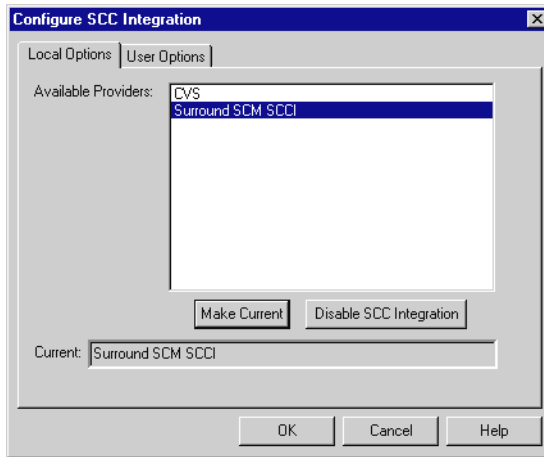 Configure SCC Integration
Local Options User Options
Available Providers:
CVS
Surround SCM SCCI
Make Current Disable SCC Integration
Current: Surround SCM SCCI
OK Cancel Help